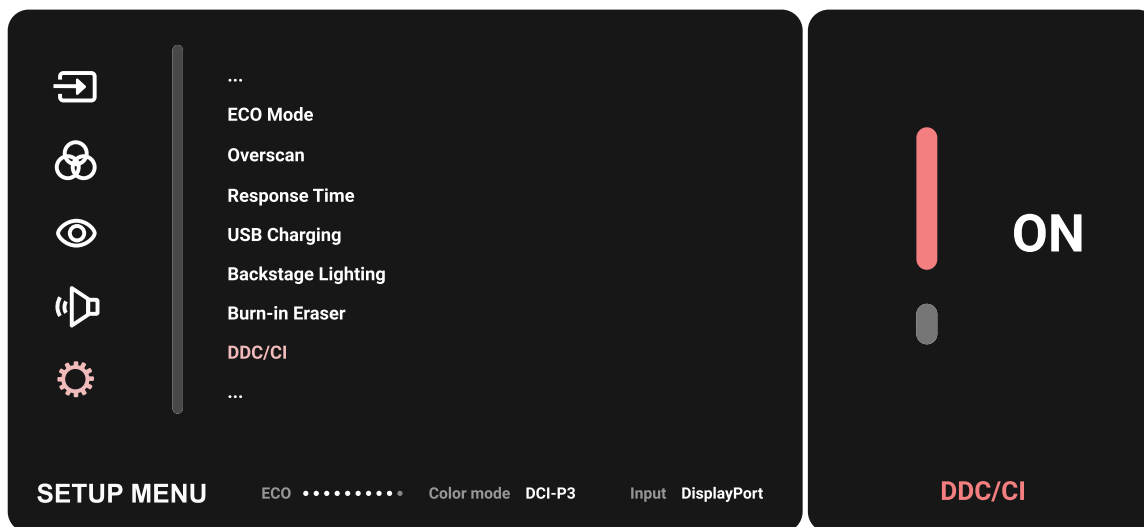 ...
ECO Mode
Overscan
Response Time
USB Charging
Backstage Lighting
Burn-in Eraser
DDC/CI
...
SETUP MENU ECO Color mode DCI-P3 Input DisplayPort
ON
DDC/CI